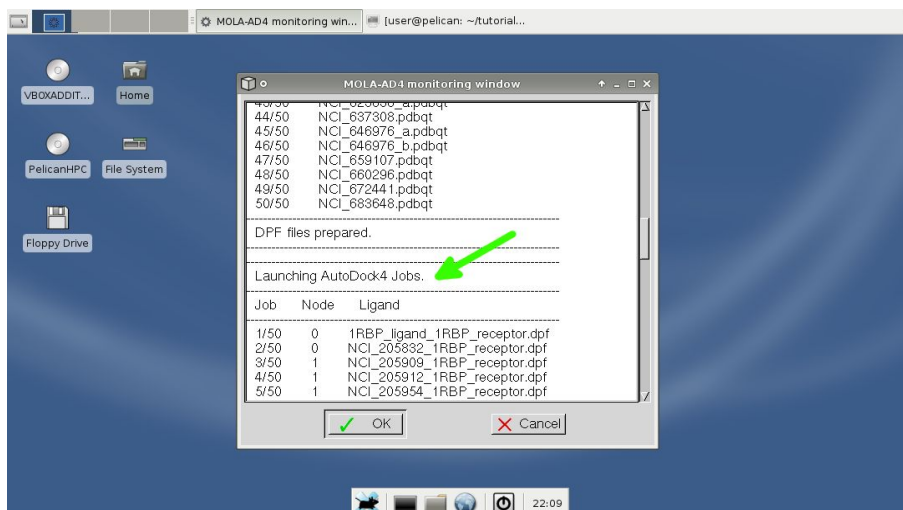 MOLA-AD4 monitoring win...
[user@pelican: ~/tutorial...
VBOXADDIT...
Home
PelicanHPC
File System
Floppy Drive
MOLA-AD4 monitoring window
44/50 NCI_637308.pdbqt
45/50 NCI_646976_a.pdbqt
46/50 NCI_646976_b.pdbqt
47/50 NCI_659107.pdbqt
48/50 NCI_660296.pdbqt
49/50 NCI_672441.pdbqt
50/50 NCI_683648.pdbqt
DPF files prepared.
Launching AutoDock4 Jobs.
Job Node Ligand
1/50 0 1RBP_ligand_1RBP_receptor.dpf
2/50 0 NCI_205832_1RBP_receptor.dpf
3/50 1 NCI_205909_1RBP_receptor.dpf
4/50 1 NCI_205912_1RBP_receptor.dpf
5/50 1 NCI_205954_1RBP_receptor.dpf
OK
Cancel
22:09